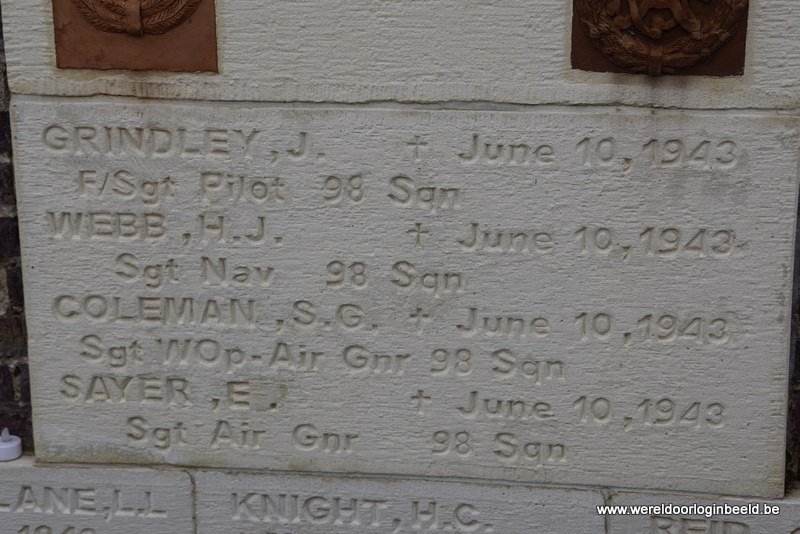 GRINDLEY, J. † June 10, 1943
F/Sgt Pilot 98 Sqn
WEBB, H.J. † June 10, 1943
Sgt Nav 98 Sqn
COLEMAN, S.G. † June 10, 1943
Sgt WOp-Air Gnr 98 Sqn
SAYER, E. † June 10, 1943
Sgt Air Gnr 98 Sqn
LANE, L.L KNIGHT, H.C. REID
www.wereldoorloginbeeld.be